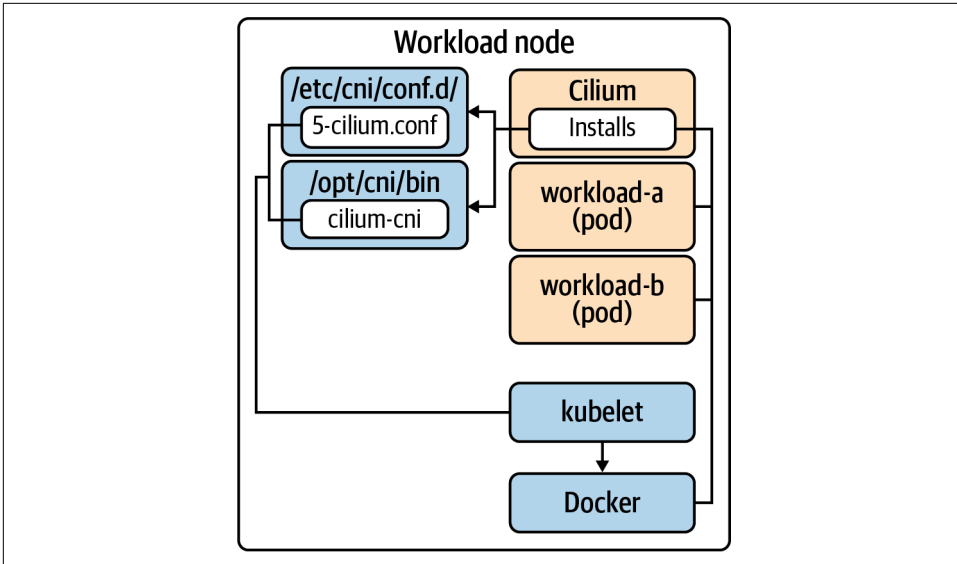 Workload node
/etc/cni/conf.d/
5-cilium.conf
/opt/cni/bin
cilium-cni
Cilium
Installs
workload-a
(pod)
workload-b
(pod)
kubelet
Docker